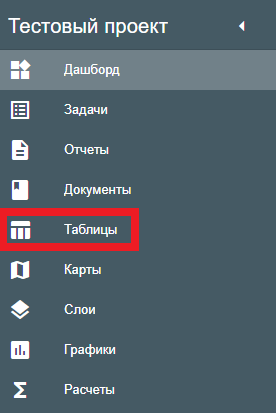 Тестовый проект
Дашборд
Задачи
Отчеты
Документы
Таблицы
Карты
Слои
Графики
Расчеты